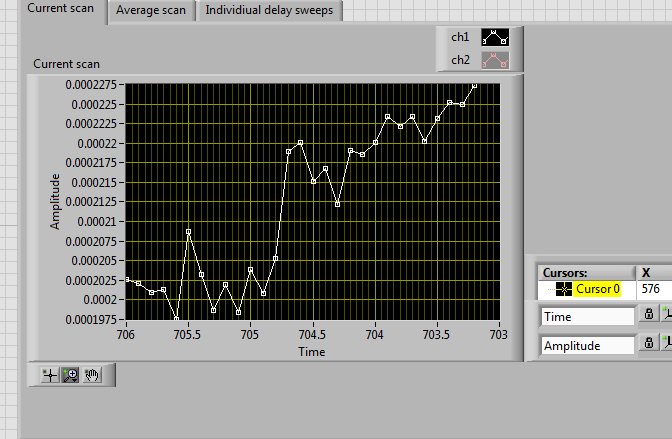 Current scan
Average scan
Individiual delay sweeps
ch1
ch2
Current scan
Amplitude
0.0002275
0.000225
0.0002225
0.00022
0.0002175
0.000215
0.0002125
0.00021
0.0002075
0.000205
0.0002025
0.0002
0.0001975
706
705.5
705
704.5
704
703.5
703
Time
Cursors:
X
Cursor 0
576
Time
Amplitude